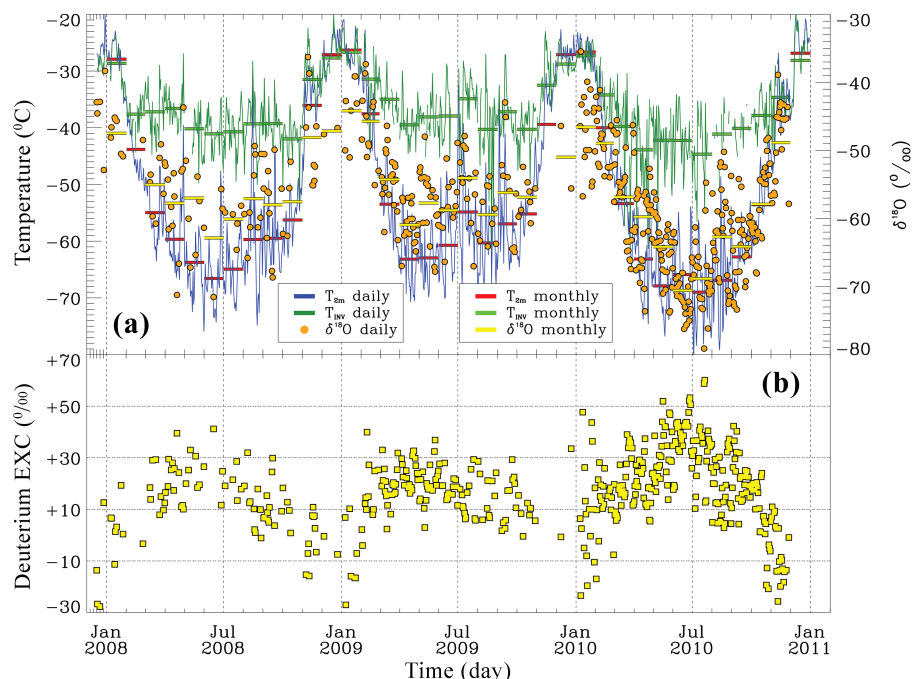 −20
−30
−40
−50
−60
−70
Temperature (⁰C)
−30
−40
−50
−60
−70
−80
δ¹⁸O (⁰/₀₀)
(a)
T₂ₘ daily
T_INV daily
δ¹⁸O daily
T₂ₘ monthly
T_INV monthly
δ¹⁸O monthly
+70
+50
+30
+10
−10
−30
Deuterium EXC (⁰/₀₀)
(b)
Jan Jul Jan Jul Jan Jul Jan
2008 2008 2009 2009 2010 2010 2011
Time (day)